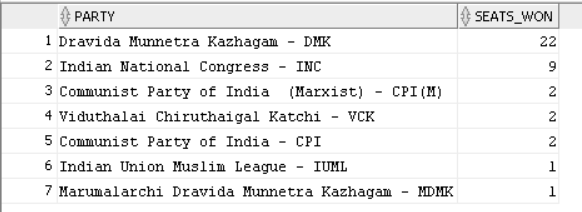 PARTY SEATS_WON
1 Dravida Munnetra Kazhagam - DMK 22
2 Indian National Congress - INC 9
3 Communist Party of India  (Marxist) - CPI(M) 2
4 Viduthalai Chiruthaigal Katchi - VCK 2
5 Communist Party of India - CPI 2
6 Indian Union Muslim League - IUML 1
7 Marumalarchi Dravida Munnetra Kazhagam - MDMK 1